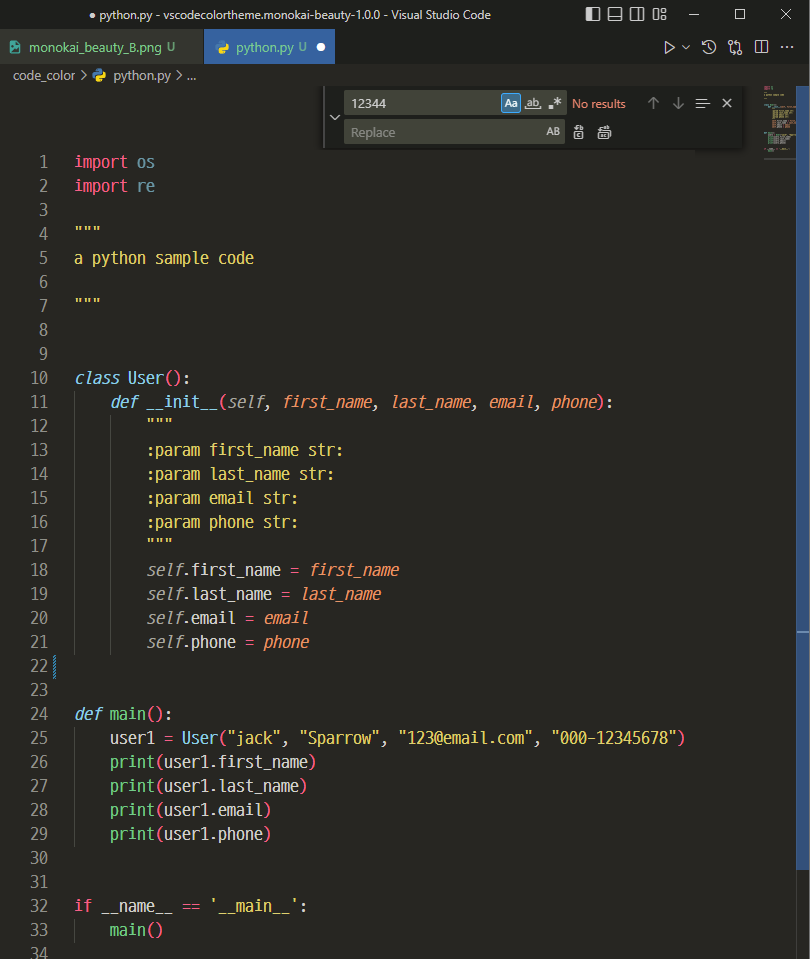 ● python.py - vscodecolortheme.monokai-beauty-1.0.0 - Visual Studio Code
monokai_beauty_B.png U
python.py U ●
code_color > python.py > ...
12344 Aa ab .* No results
Replace AB
1 import os
2 import re
3
4 """
5 a python sample code
6
7 """
8
9
10 class User():
11     def __init__(self, first_name, last_name, email, phone):
12         """
13         :param first_name str:
14         :param last_name str:
15         :param email str:
16         :param phone str:
17         """
18         self.first_name = first_name
19         self.last_name = last_name
20         self.email = email
21         self.phone = phone
22
23
24 def main():
25     user1 = User("jack", "Sparrow", "123@email.com", "000-12345678")
26     print(user1.first_name)
27     print(user1.last_name)
28     print(user1.email)
29     print(user1.phone)
30
31
32 if __name__ == '__main__':
33     main()
34